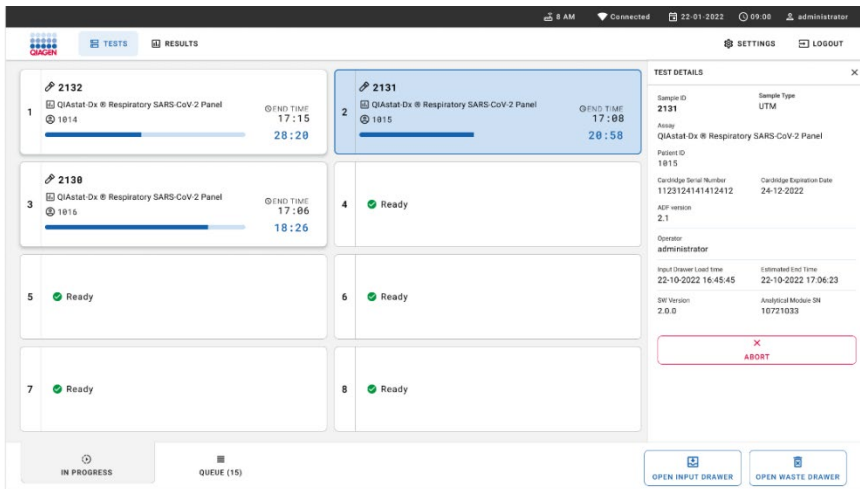 8 AM Connected 22-01-2022 09:00 administrator
QIAGEN TESTS RESULTS SETTINGS LOGOUT
1
2132
QIAstat-Dx ® Respiratory SARS-CoV-2 Panel
1014
END TIME
17:15
28:20
2
2131
QIAstat-Dx ® Respiratory SARS-CoV-2 Panel
1015
END TIME
17:08
20:58
3
2130
QIAstat-Dx ® Respiratory SARS-CoV-2 Panel
1016
END TIME
17:06
18:26
4 Ready
5 Ready
6 Ready
7 Ready
8 Ready
TEST DETAILS
Sample ID Sample Type
2131 UTM
Assay
QIAstat-Dx ® Respiratory SARS-CoV-2 Panel
Patient ID
1015
Cardridge Serial Number Cardridge Expiration Date
1123124141412412 24-12-2022
ADF version
2.1
Operator
administrator
Input Drawer Load time Estimated End Time
22-10-2022 16:45:45 22-10-2022 17:06:23
SW Version Analytical Module SN
2.0.0 10721033
ABORT
IN PROGRESS QUEUE (15)
OPEN INPUT DRAWER OPEN WASTE DRAWER